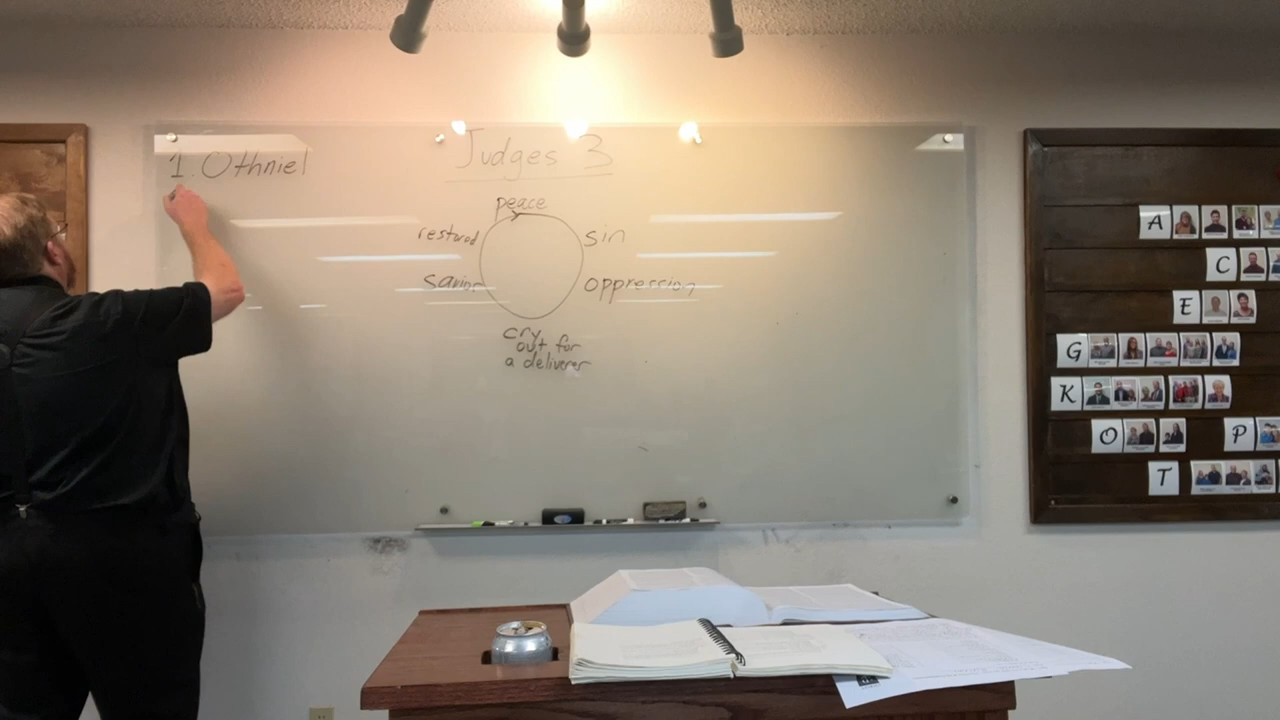 Judges 3
1. Othniel
peace
restored
sin
savior
oppression
cry
out for
a deliverer
A
C
E
G
K
O
P
T